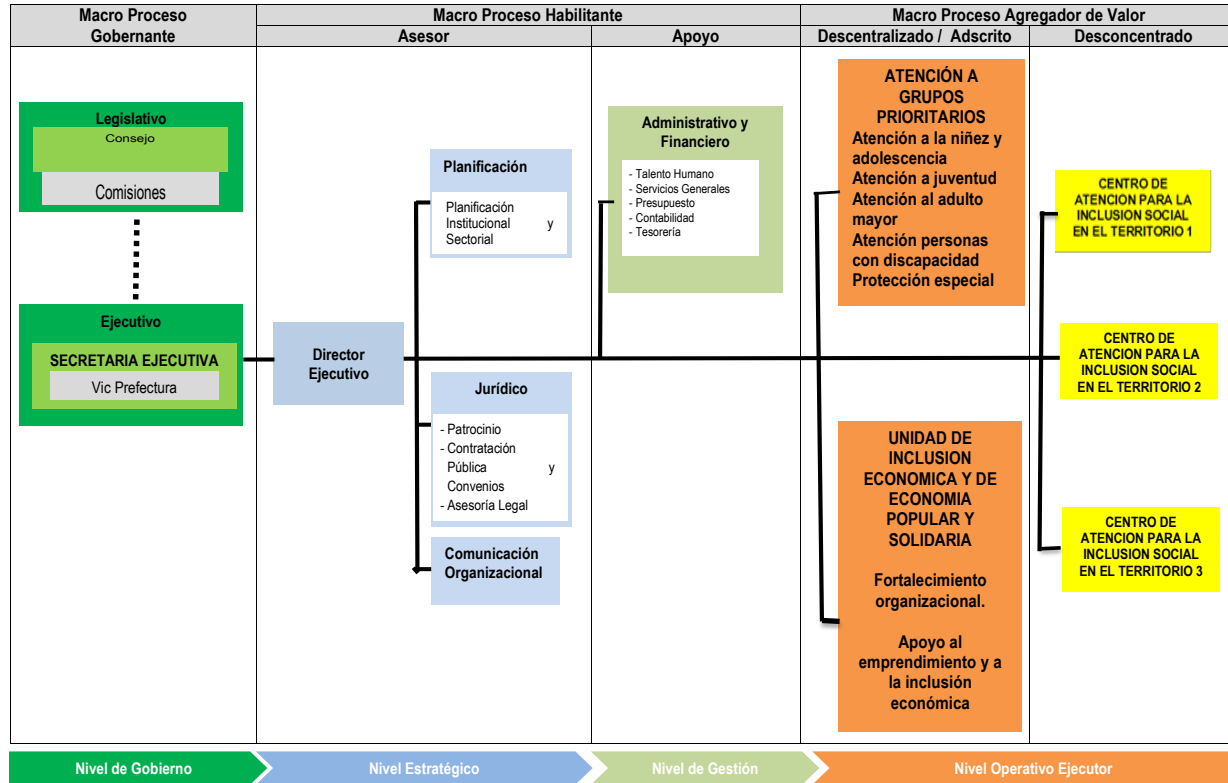 Macro Proceso
Gobernante
Macro Proceso Habilitante
Macro Proceso Agregador de Valor
Asesor
Apoyo
Descentralizado / Adscrito
Desconcentrado
Legislativo
Consejo
Comisiones
Ejecutivo
SECRETARIA EJECUTIVA
Vic Prefectura
Director
Ejecutivo
Planificación
Planificación
Institucional y
Sectorial
Jurídico
- Patrocinio
- Contratación
Pública y
Convenios
- Asesoría Legal
Comunicación
Organizacional
Administrativo y
Financiero
- Talento Humano
- Servicios Generales
- Presupuesto
- Contabilidad
- Tesorería
ATENCIÓN A
GRUPOS
PRIORITARIOS
Atención a la niñez y
adolescencia
Atención a juventud
Atención al adulto
mayor
Atención personas
con discapacidad
Protección especial
UNIDAD DE
INCLUSION
ECONOMICA Y DE
ECONOMIA
POPULAR Y
SOLIDARIA
Fortalecimiento
organizacional.
Apoyo al
emprendimiento y a
la inclusión
económica
CENTRO DE
ATENCION PARA LA
INCLUSION SOCIAL
EN EL TERRITORIO 1
CENTRO DE
ATENCION PARA LA
INCLUSION SOCIAL
EN EL TERRITORIO 2
CENTRO DE
ATENCION PARA LA
INCLUSION SOCIAL
EN EL TERRITORIO 3
Nivel de Gobierno
Nivel Estratégico
Nivel de Gestión
Nivel Operativo Ejecutor